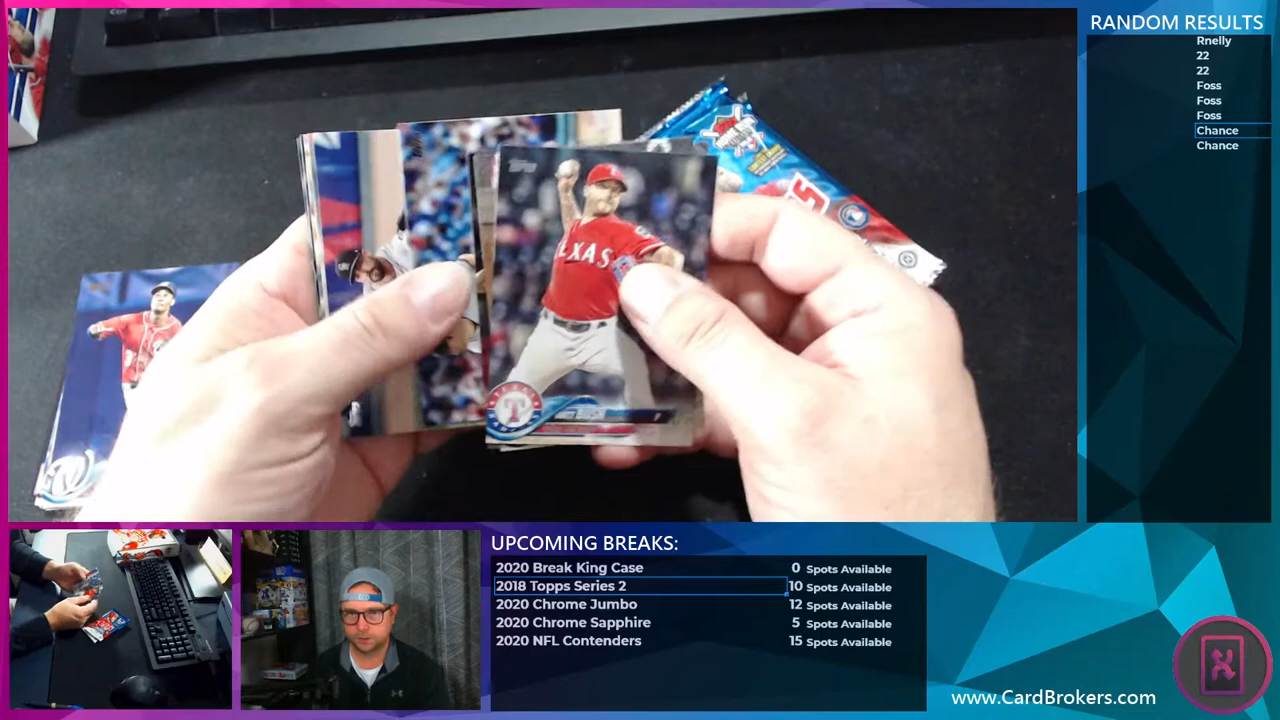 RANDOM RESULTS
Rnelly
22
22
Foss
Foss
Foss
Chance
Chance
topps
TEXAS
UPCOMING BREAKS:
2020 Break King Case 0 Spots Available
2018 Topps Series 2 10 Spots Available
2020 Chrome Jumbo 12 Spots Available
2020 Chrome Sapphire 5 Spots Available
2020 NFL Contenders 15 Spots Available
www.CardBrokers.com